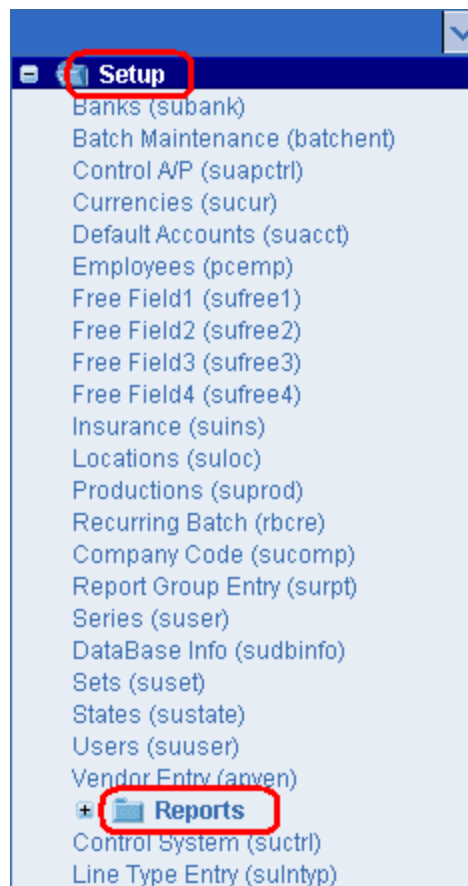 Setup
Banks (subank)
Batch Maintenance (batchent)
Control A/P (suapctrl)
Currencies (sucur)
Default Accounts (suacct)
Employees (pcemp)
Free Field1 (sufree1)
Free Field2 (sufree2)
Free Field3 (sufree3)
Free Field4 (sufree4)
Insurance (suins)
Locations (suloc)
Productions (suprod)
Recurring Batch (rbcre)
Company Code (sucomp)
Report Group Entry (surpt)
Series (suser)
DataBase Info (sudbinfo)
Sets (suset)
States (sustate)
Users (suuser)
Vendor Entry (apven)
Reports
Control System (suctrl)
Line Type Entry (sulntyp)